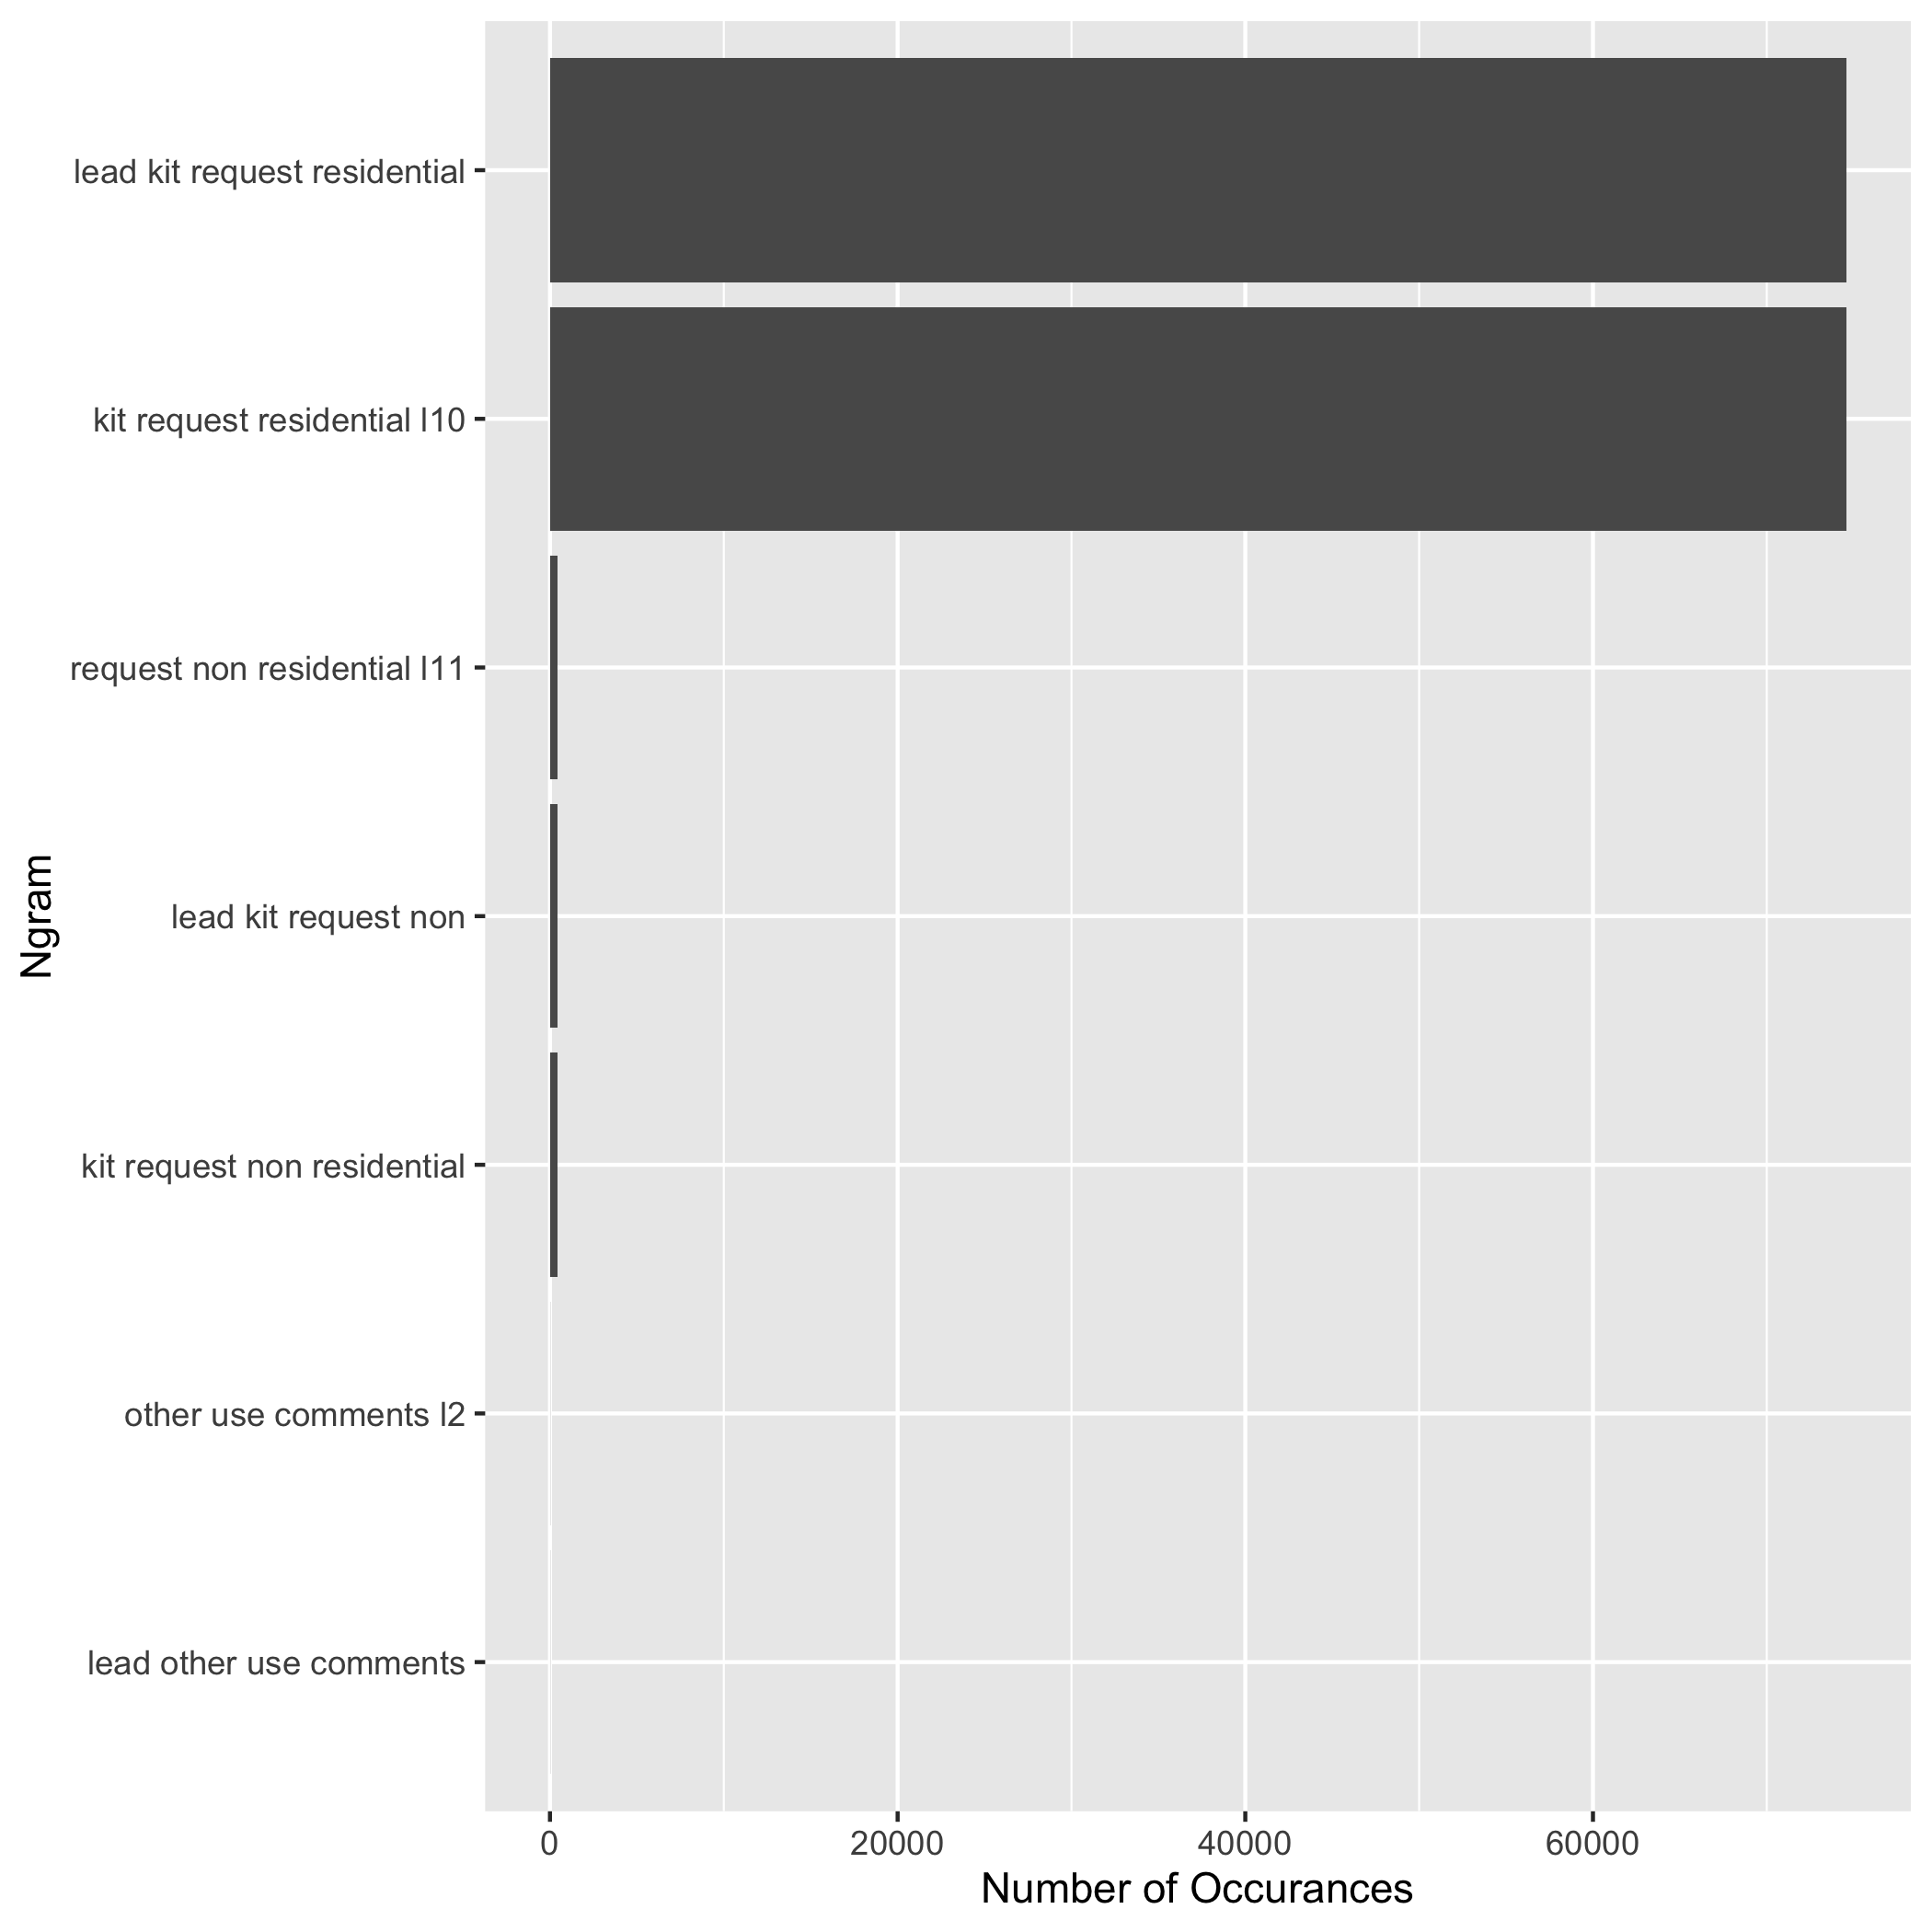 lead kit request residential
kit request residential l10
request non residential l11
lead kit request non
kit request non residential
other use comments l2
lead other use comments
Ngram
0 20000 40000 60000
Number of Occurances